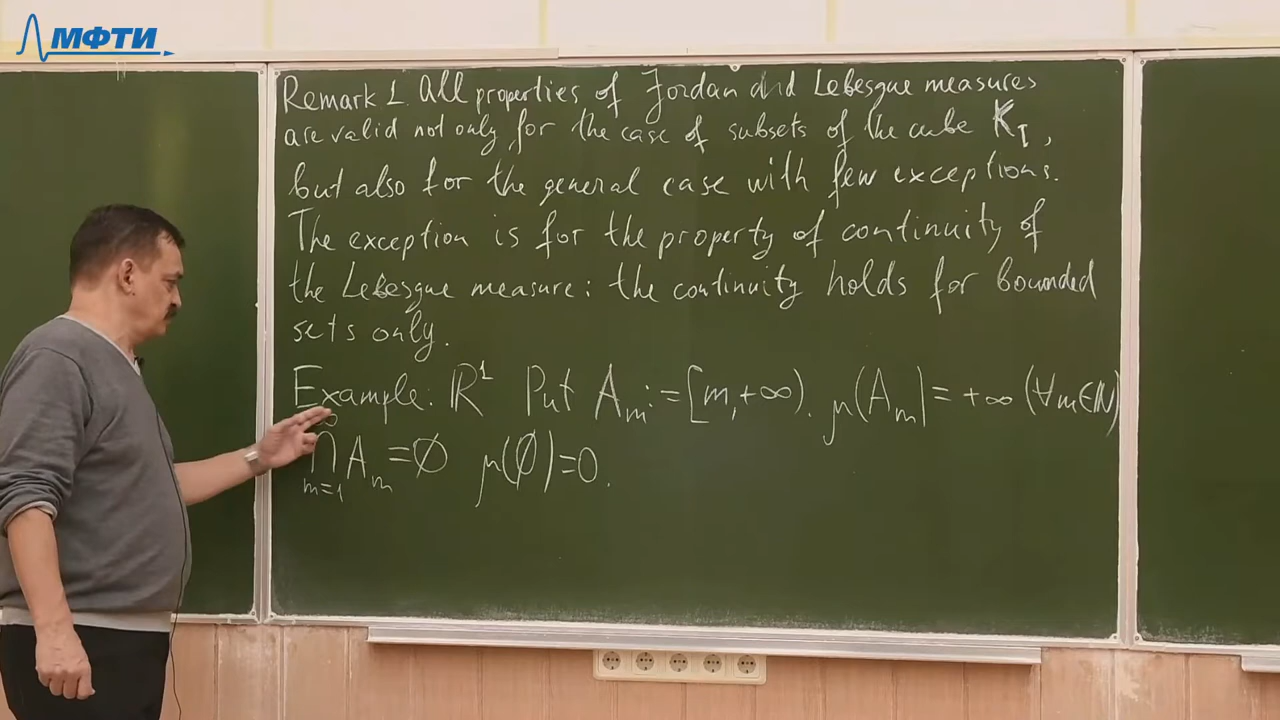 МФТИ
Remark 1. All properties of Jordan and Lebesgue measures
are valid not only for the case of subsets of the cube K_I,
but also for the general case with few exceptions.
The exception is for the property of continuity of
the Lebesgue measure: the continuity holds for bounded
sets only.
Example: ℝ¹ Put A_m := [m, +∞). μ(A_m) = +∞ (∀m∈ℕ)
∞ ⋂ m=1 A_m = ∅ μ(∅) = 0.